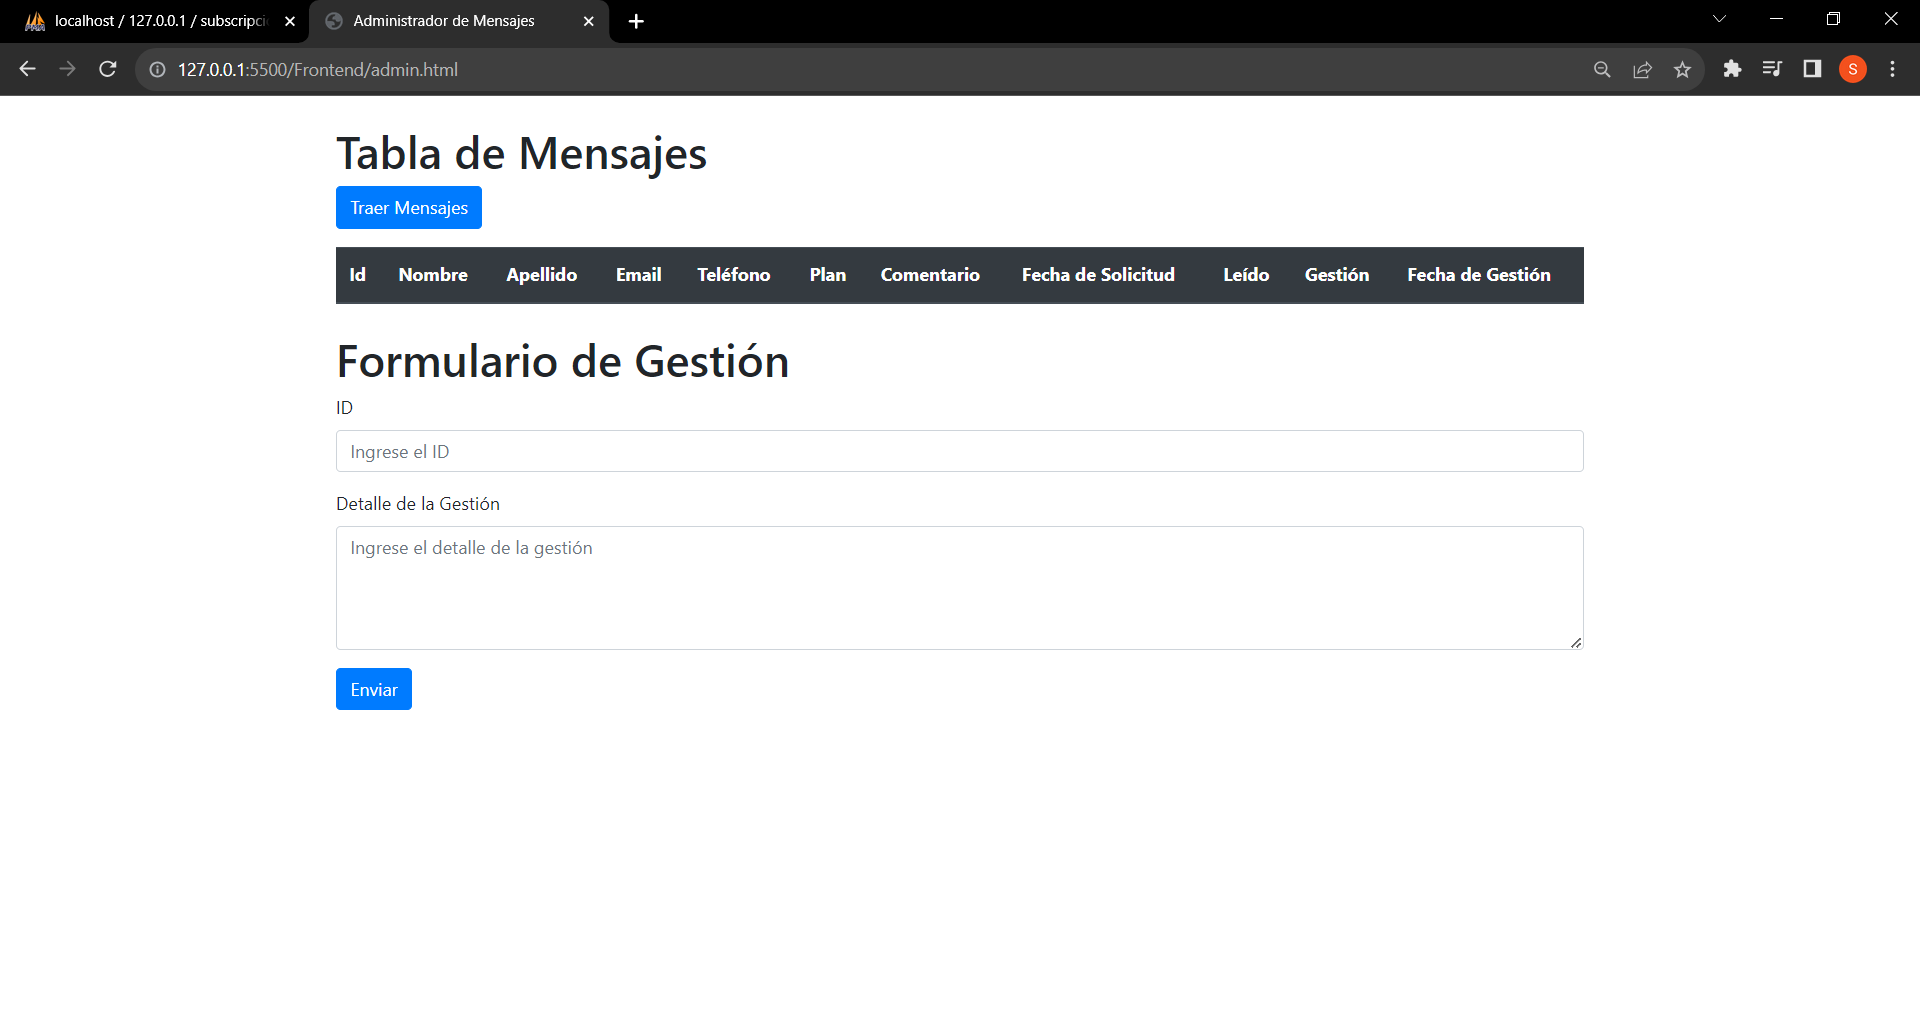 localhost / 127.0.0.1 / subscripci
Administrador de Mensajes
127.0.0.1:5500/Frontend/admin.html
S
Tabla de Mensajes
Traer Mensajes
Id Nombre Apellido Email Teléfono Plan Comentario Fecha de Solicitud Leído Gestión Fecha de Gestión
Formulario de Gestión
ID
Ingrese el ID
Detalle de la Gestión
Ingrese el detalle de la gestión
Enviar